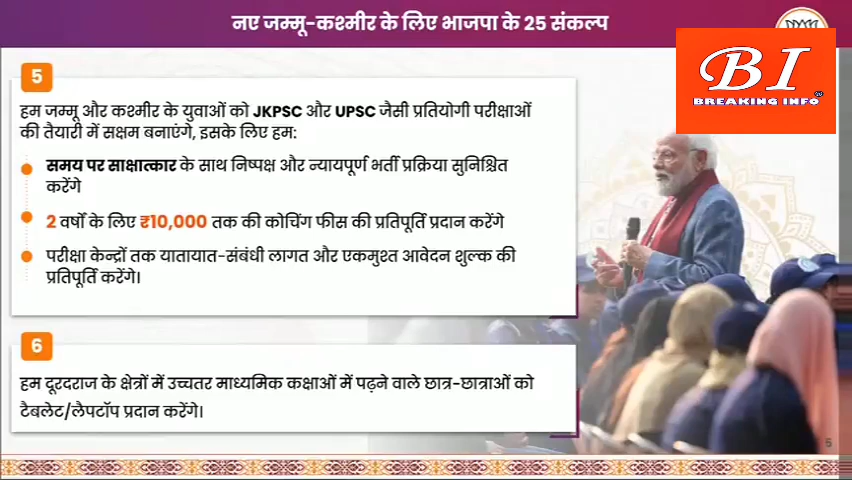 नए जम्मू-कश्मीर के लिए भाजपा के 25 संकल्प
BI
BREAKING INFO
5
हम जम्मू और कश्मीर के युवाओं को JKPSC और UPSC जैसी प्रतियोगी परीक्षाओं
की तैयारी में सक्षम बनाएंगे, इसके लिए हम:
समय पर साक्षात्कार के साथ निष्पक्ष और न्यायपूर्ण भर्ती प्रक्रिया सुनिश्चित
करेंगे
2 वर्षों के लिए ₹10,000 तक की कोचिंग फीस की प्रतिपूर्ति प्रदान करेंगे
परीक्षा केन्द्रों तक यातायात-संबंधी लागत और एकमुश्त आवेदन शुल्क की
प्रतिपूर्ति करेंगे।
6
हम दूरदराज के क्षेत्रों में उच्चतर माध्यमिक कक्षाओं में पढ़ने वाले छात्र-छात्राओं को
टैबलेट/लैपटॉप प्रदान करेंगे।
5